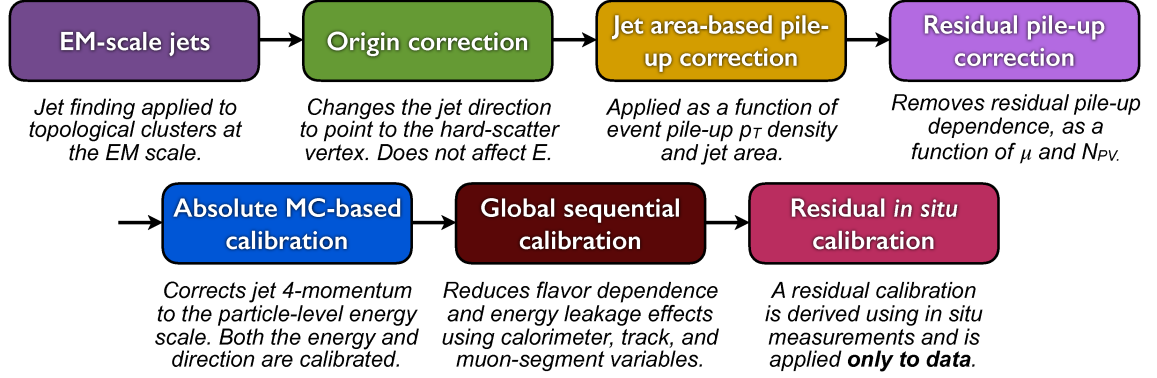 EM-scale jets
Jet finding applied to
topological clusters at
the EM scale.
Origin correction
Changes the jet direction
to point to the hard-scatter
vertex. Does not affect E.
Jet area-based pile-
up correction
Applied as a function of
event pile-up pT density
and jet area.
Residual pile-up
correction
Removes residual pile-up
dependence, as a
function of μ and NPV.
Absolute MC-based
calibration
Corrects jet 4-momentum
to the particle-level energy
scale. Both the energy and
direction are calibrated.
Global sequential
calibration
Reduces flavor dependence
and energy leakage effects
using calorimeter, track, and
muon-segment variables.
Residual in situ
calibration
A residual calibration
is derived using in situ
measurements and is
applied only to data.